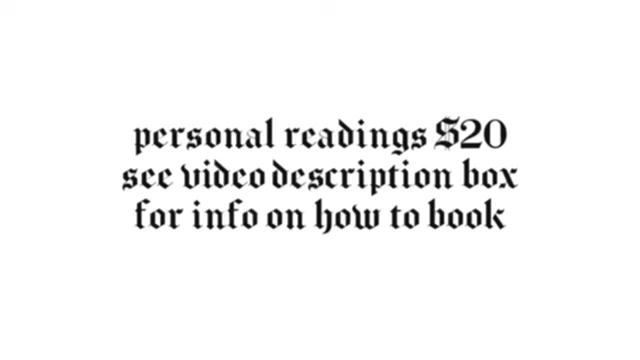 personal readings $20
see video description box
for info on how to book